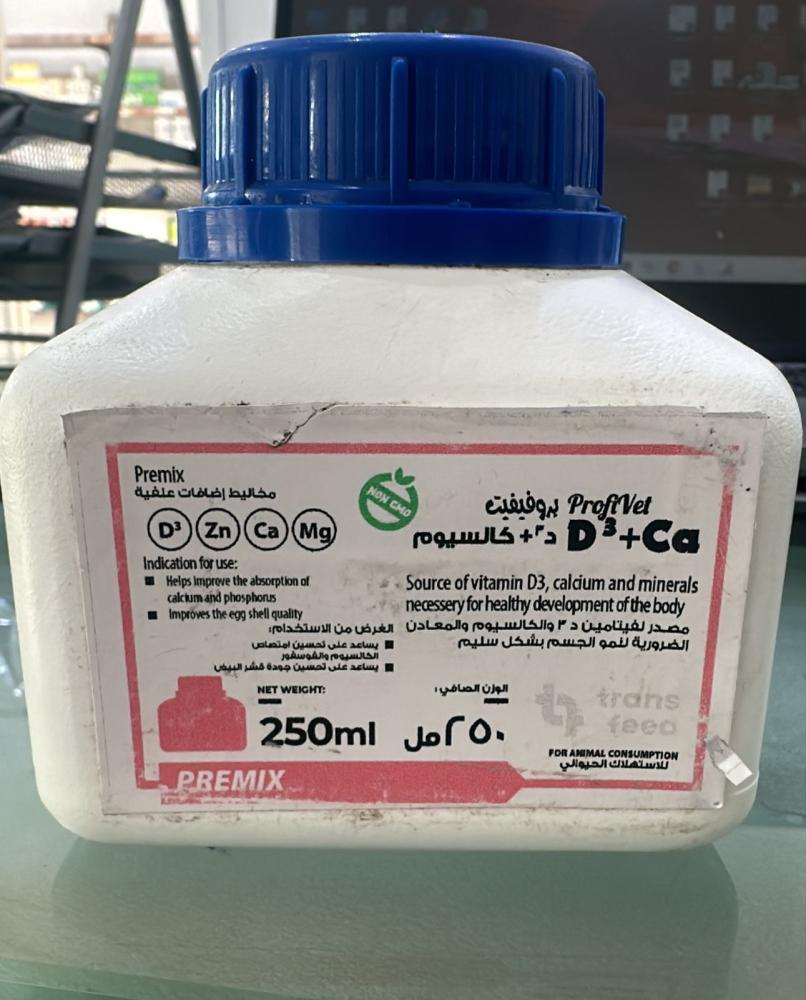 Premix
مخاليط إضافات علفية
D³ Zn Ca Mg
Indication for use:
■ Helps improve the absorption of
calcium and phosphorus
■ Improves the egg shell quality
الغرض من الاستخدام:
■ يساعد على تحسين امتصاص
الكالسيوم والفوسفور
■ يساعد على تحسين جودة قشر البيض
NON GMO
بروفيفيت ProfitVet
د٣+ كالسيوم D³+Ca
Source of vitamin D3, calcium and minerals
necessery for healthy development of the body
مصدر لفيتامين د ٣ والكالسيوم والمعادن
الضرورية لنمو الجسم بشكل سليم
NET WEIGHT:
الوزن الصافي:
250ml ٢٥٠ مل
trans
feed
FOR ANIMAL CONSUMPTION
للاستهلاك الحيواني
PREMIX